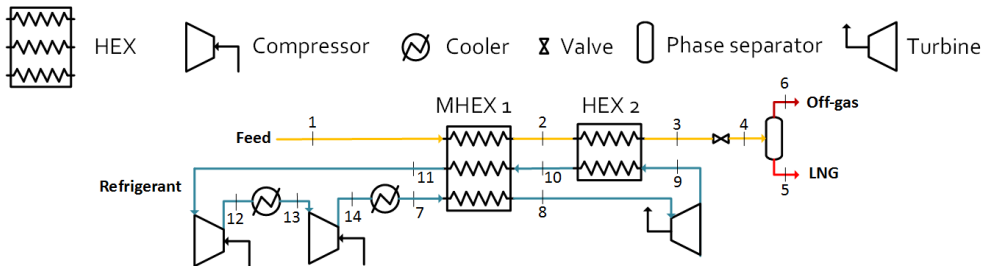 HEX Compressor Cooler Valve Phase separator Turbine
6
Off-gas
MHEX 1 HEX 2
1 2 3 4
Feed
5
LNG
11 10 9
Refrigerant
12 13 14 7 8